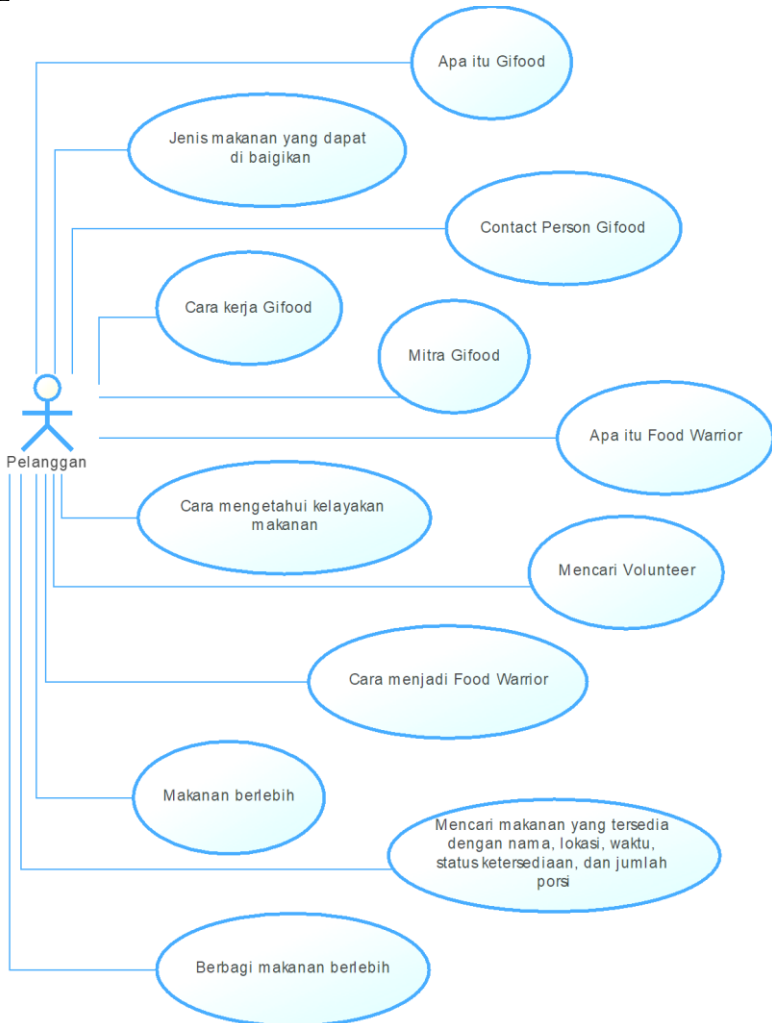 Apa itu Gifood
Jenis makanan yang dapat
di baigikan
Contact Person Gifood
Cara kerja Gifood
Mitra Gifood
Apa itu Food Warrior
Pelanggan
Cara mengetahui kelayakan
makanan
Mencari Volunteer
Cara menjadi Food Warrior
Makanan berlebih
Mencari makanan yang tersedia
dengan nama, lokasi, waktu,
status ketersediaan, dan jumlah
porsi
Berbagi makanan berlebih